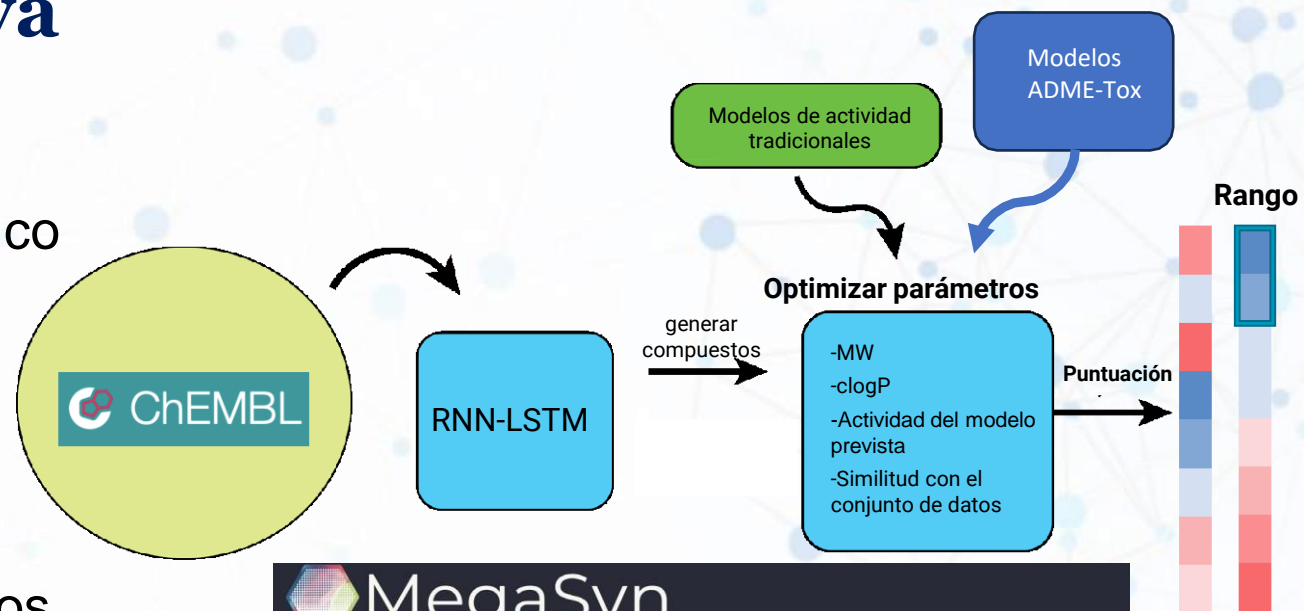 va
Modelos
ADME-Tox
Modelos de actividad
tradicionales
Rango
co
Optimizar parámetros
generar
compuestos
-MW
-clogP
-Actividad del modelo
prevista
-Similitud con el
conjunto de datos
Puntuación
ChEMBL
RNN-LSTM
MegaSyn
os